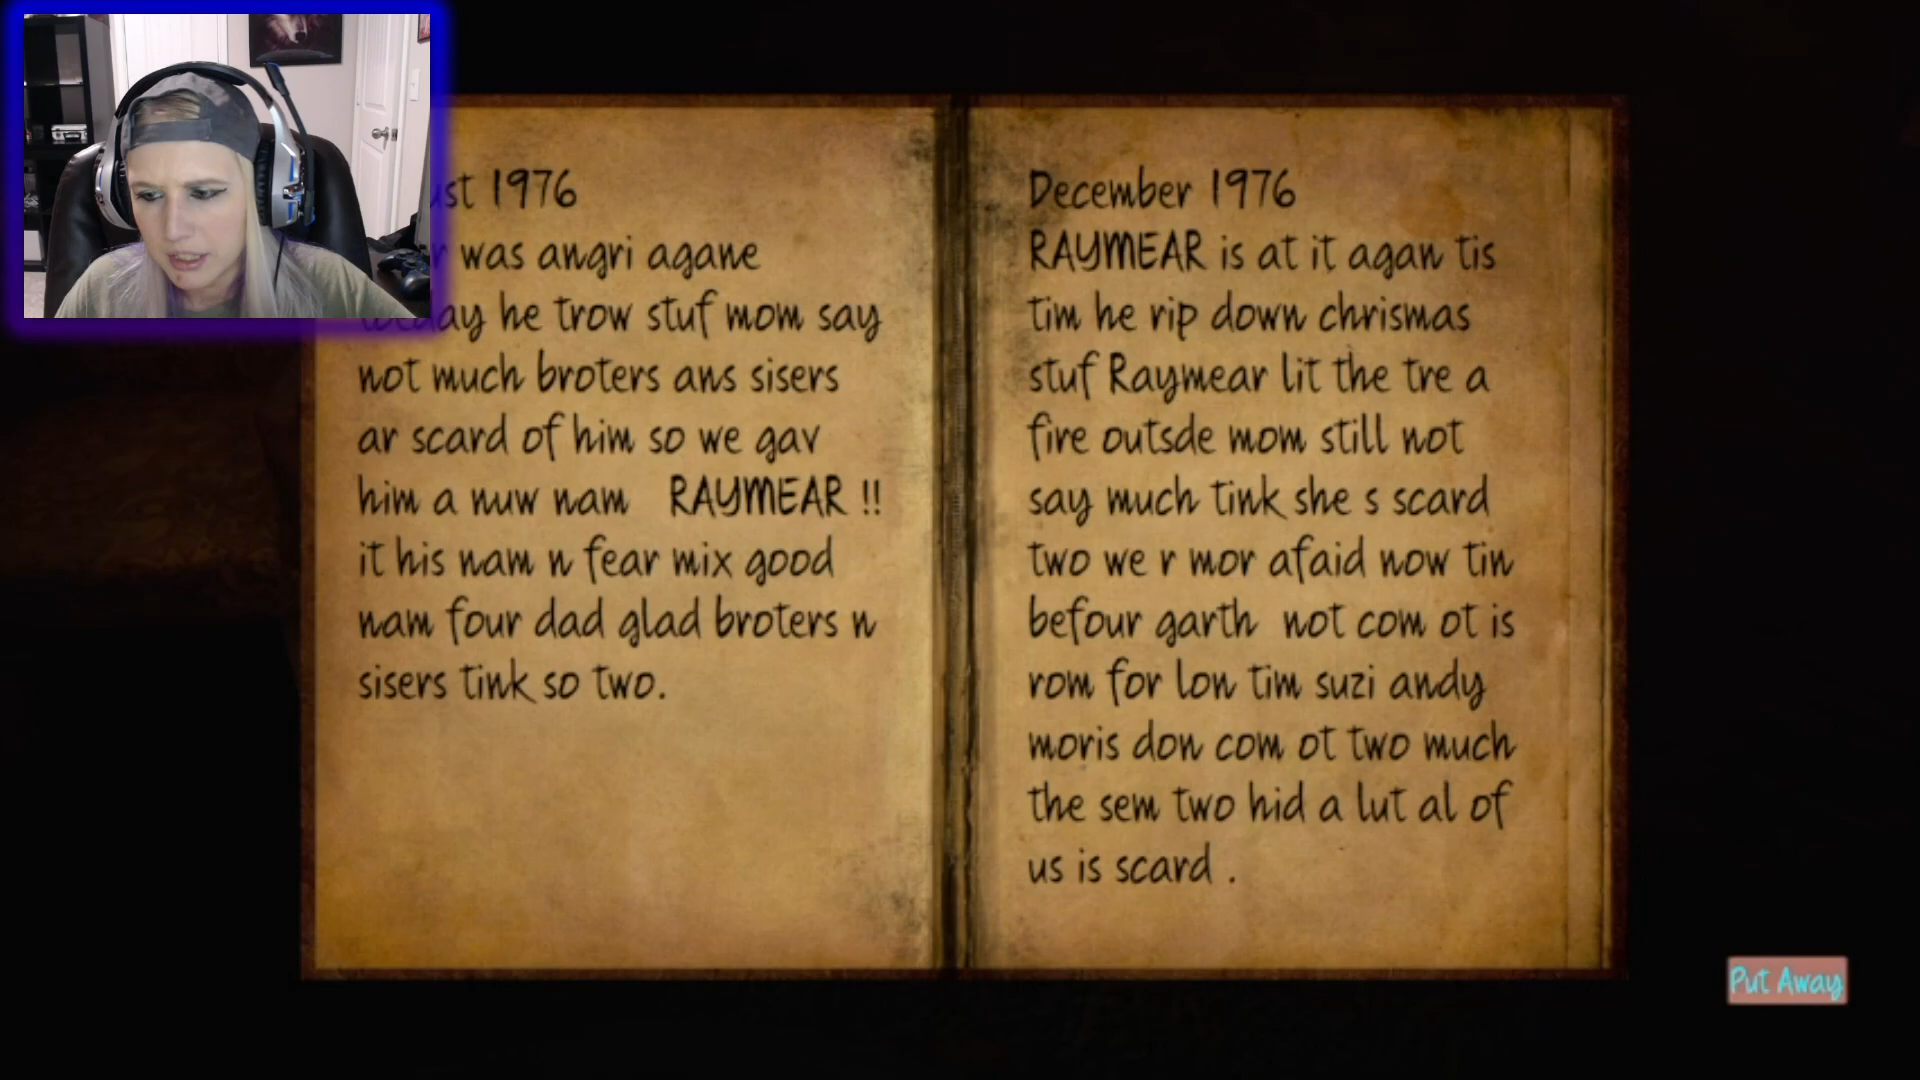 1976
was angri agane
he trow stuf mom say
not much broters ans sisers
ar scard of him so we gav
him a nuw nam RAYMEAR !!
it his nam n fear mix good
nam four dad glad broters n
sisers tink so two.
December 1976
RAYMEAR is at it agan tis
tim he rip down chrismas
stuf Raymear lit the tre a
fire outsde mom still not
say much tink she s scard
two we r mor afaid now tin
befour garth not com ot is
rom for lon tim suzi andy
moris don com ot two much
the sem two hid a lut al of
us is scard .
Put Away